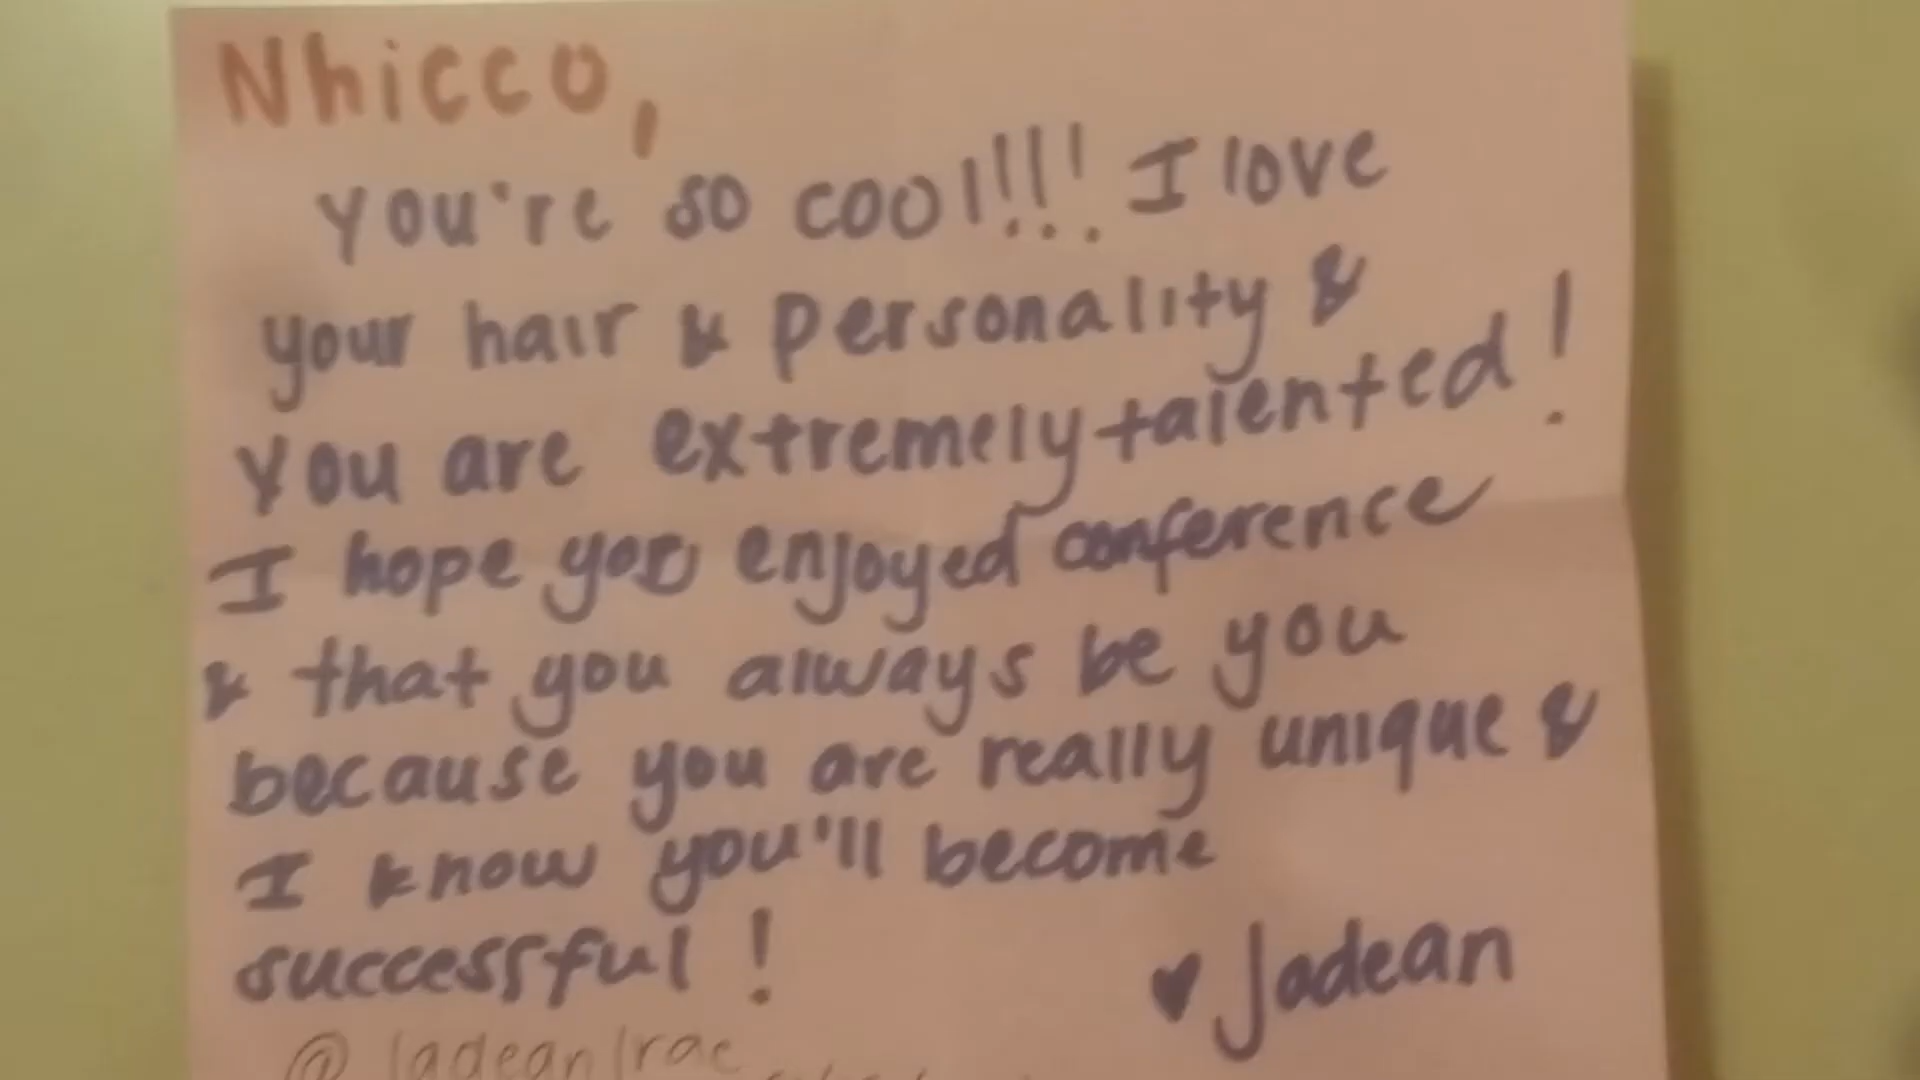 Nhicco,
You're so cool!!! I love
your hair & personality &
you are extremely talented!
I hope you enjoyed conference
& that you always be you
because you are really unique &
I know you'll become
successful!
♥ Jadean